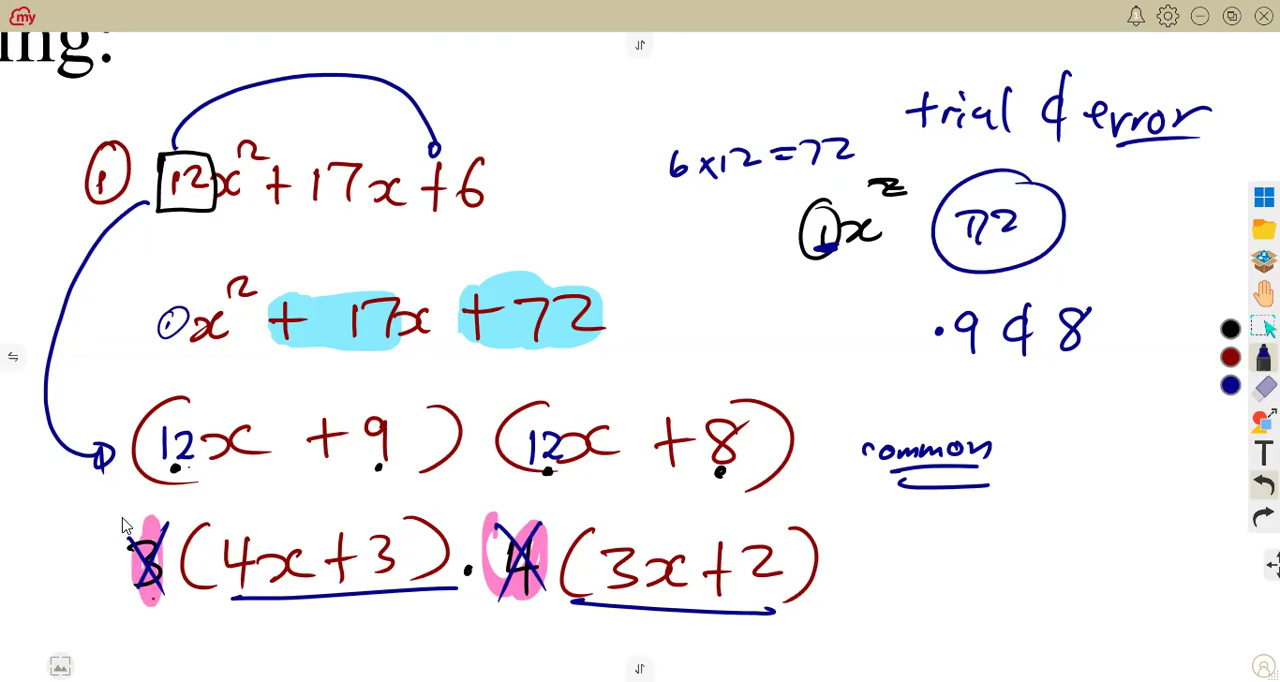 my
ing:
trial & error
① 12x² + 17x + 6
6 × 12 = 72
1x² 72
1x² + 17x + 72
. 9 & 8
(12x + 9) (12x + 8)
common
3 (4x + 3) . 4 (3x + 2)